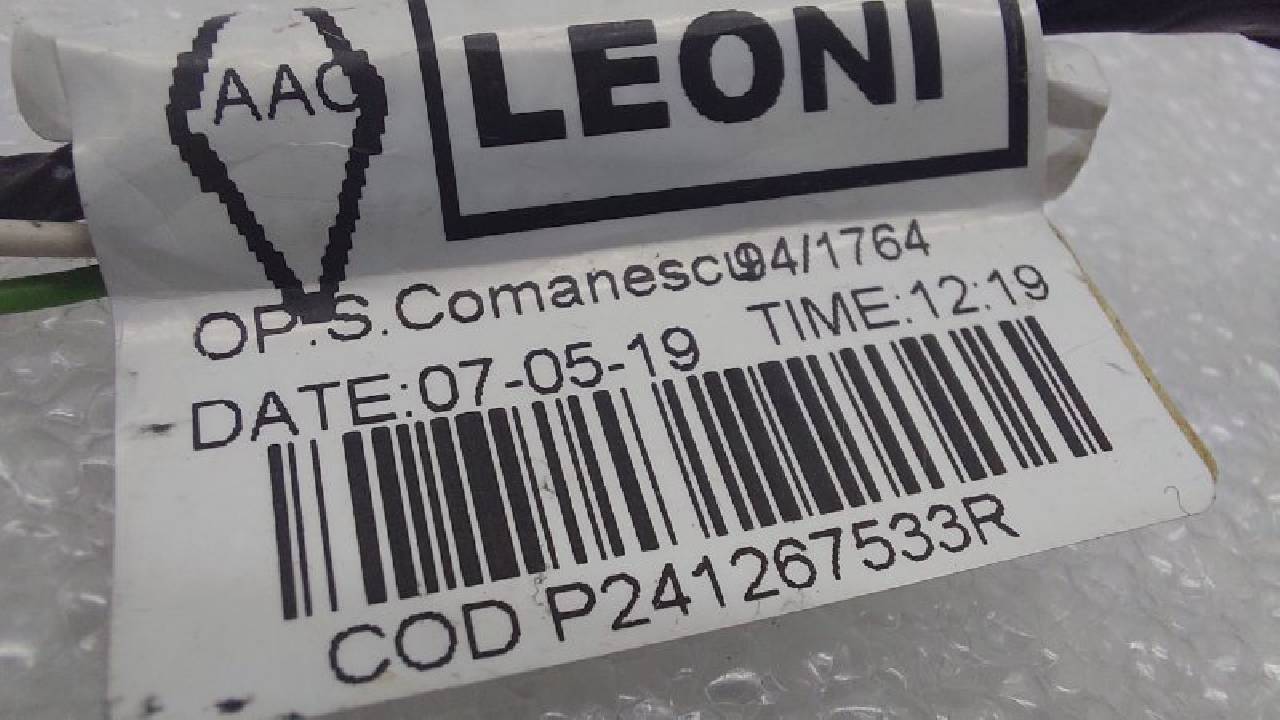 AAC
LEONI
OP.S.Comanescu 94/1764
DATE:07-05-19 TIME:12:19
COD P241267533R